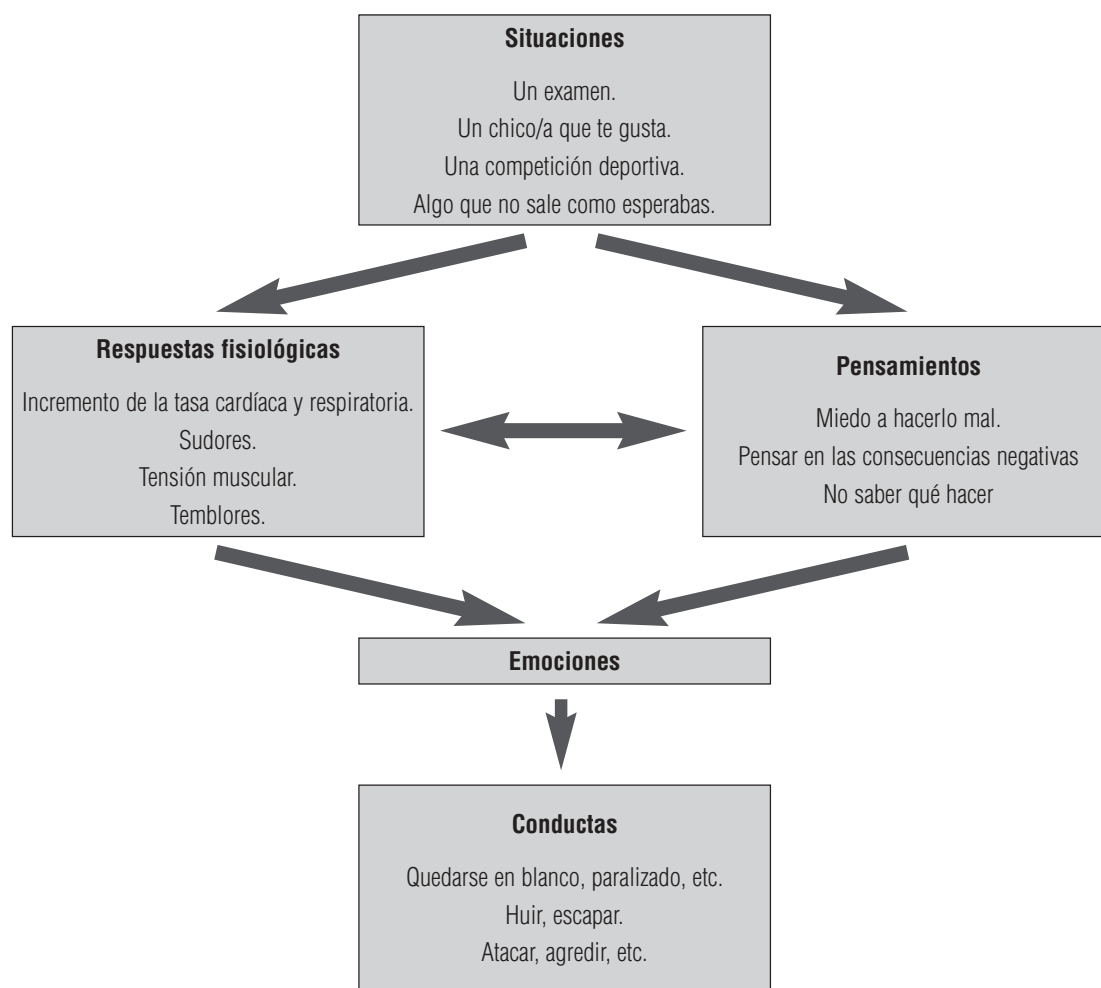 Situaciones
Un examen.
Un chico/a que te gusta.
Una competición deportiva.
Algo que no sale como esperabas.
Respuestas fisiológicas
Incremento de la tasa cardíaca y respiratoria.
Sudores.
Tensión muscular.
Temblores.
Pensamientos
Miedo a hacerlo mal.
Pensar en las consecuencias negativas
No saber qué hacer
Emociones
Conductas
Quedarse en blanco, paralizado, etc.
Huir, escapar.
Atacar, agredir, etc.